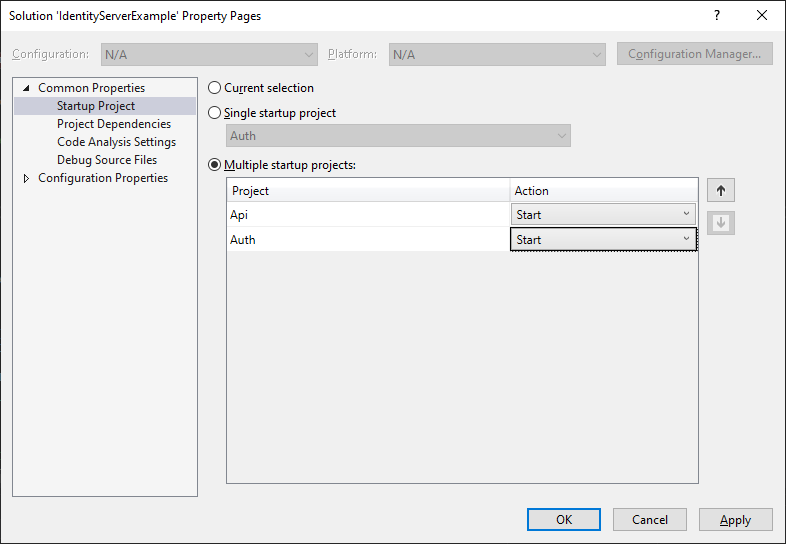 Solution 'IdentityServerExample' Property Pages
Configuration: N/A Platform: N/A Configuration Manager...
Common Properties
Startup Project
Project Dependencies
Code Analysis Settings
Debug Source Files
Configuration Properties
Current selection
Single startup project
Auth
Multiple startup projects:
Project Action
Api Start
Auth Start
OK Cancel Apply